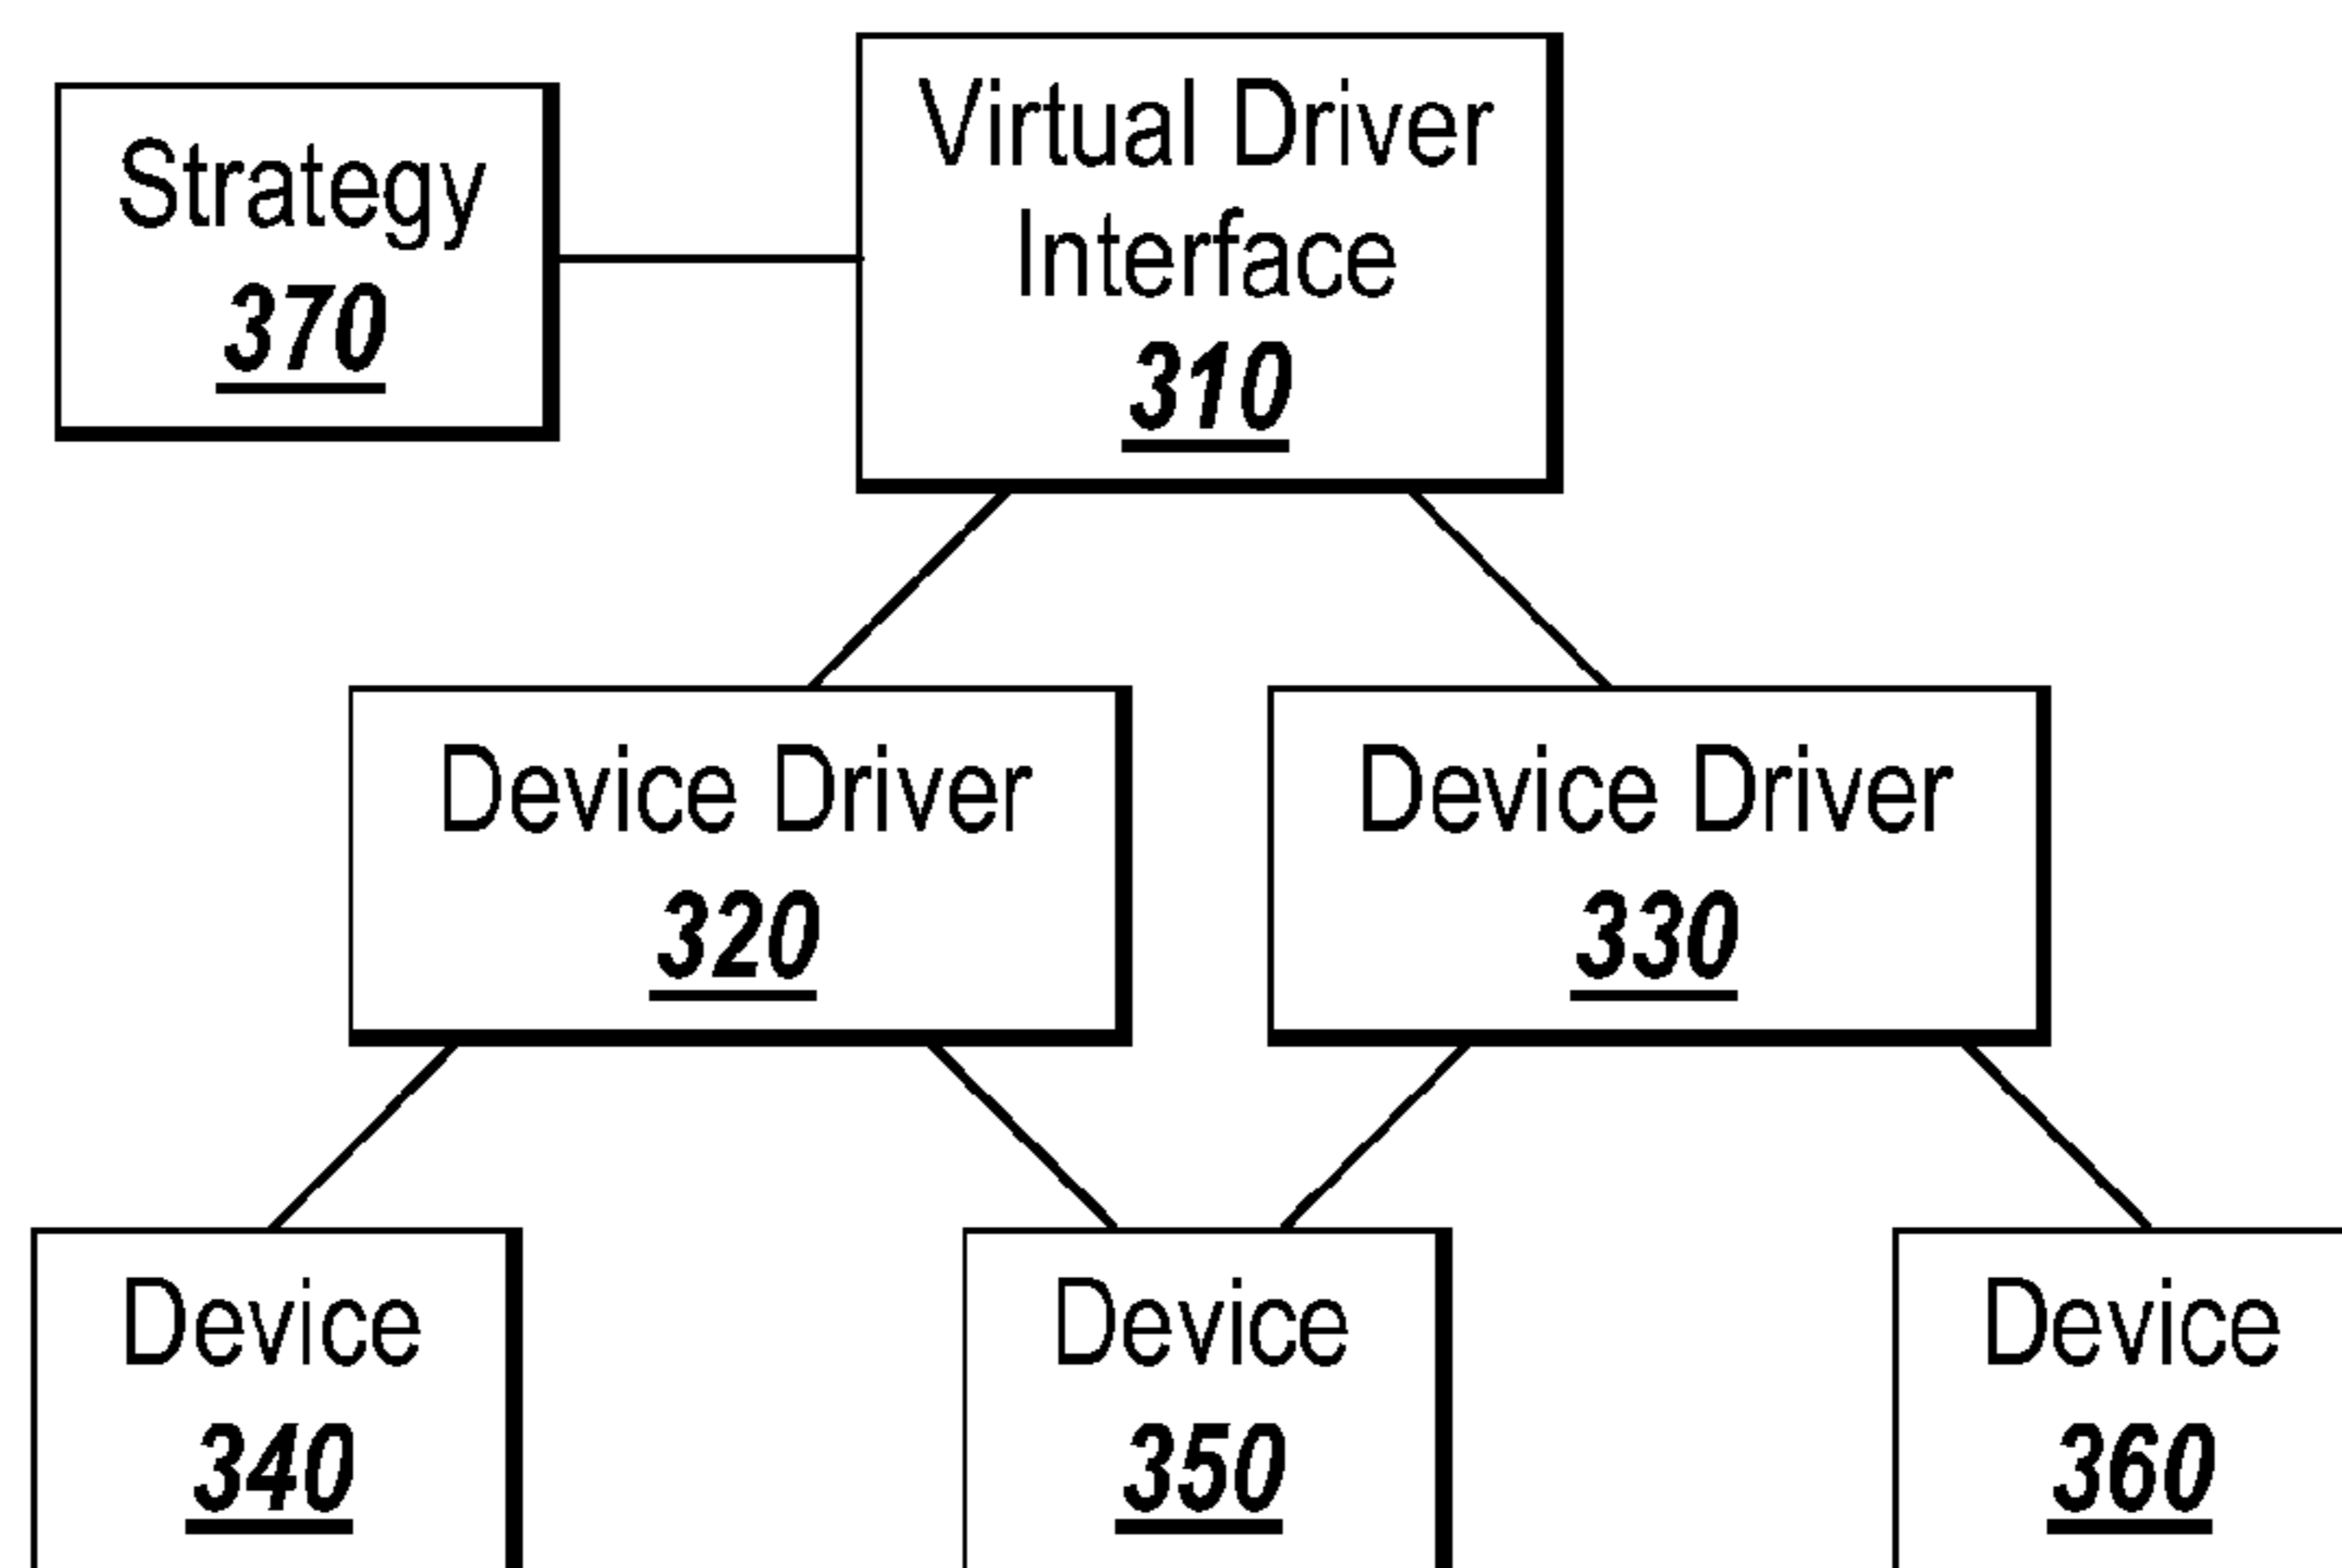 Strategy
370
Virtual Driver
Interface
310
Device Driver
320
Device Driver
330
Device
340
Device
350
Device
360